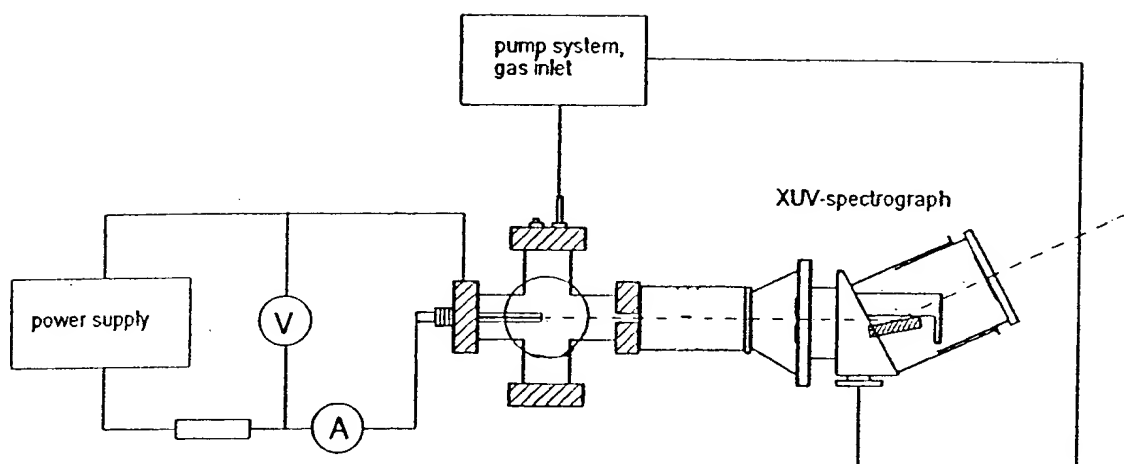 pump system,
gas inlet
XUV-spectrograph
power supply
V
A